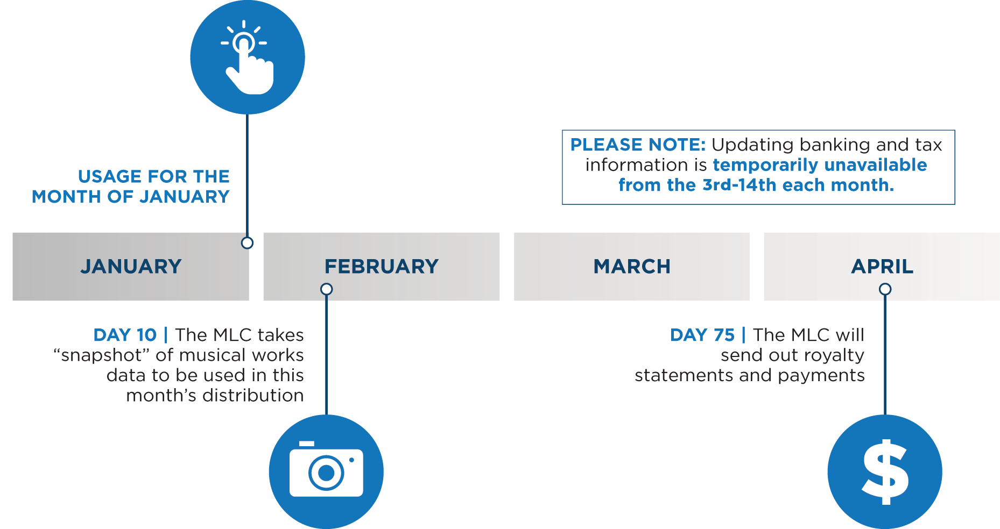 USAGE FOR THE
MONTH OF JANUARY
PLEASE NOTE: Updating banking and tax
information is temporarily unavailable
from the 3rd-14th each month.
JANUARY
FEBRUARY
MARCH
APRIL
DAY 10 | The MLC takes
“snapshot” of musical works
data to be used in this
month’s distribution
DAY 75 | The MLC will
send out royalty
statements and payments
$